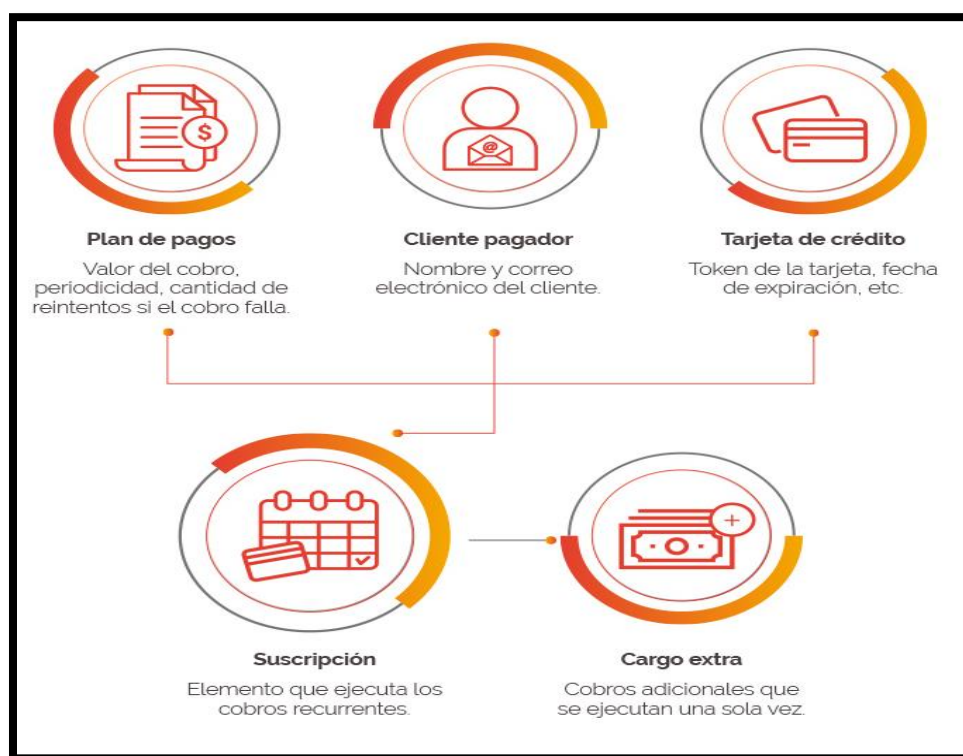 $
Plan de pagos
Valor del cobro,
periodicidad, cantidad de
reintentos si el cobro falla.
@
Cliente pagador
Nombre y correo
electrónico del cliente.
Tarjeta de crédito
Token de la tarjeta, fecha
de expiración, etc.
Suscripción
Elemento que ejecuta los
cobros recurrentes.
+
Cargo extra
Cobros adicionales que
se ejecutan una sola vez.